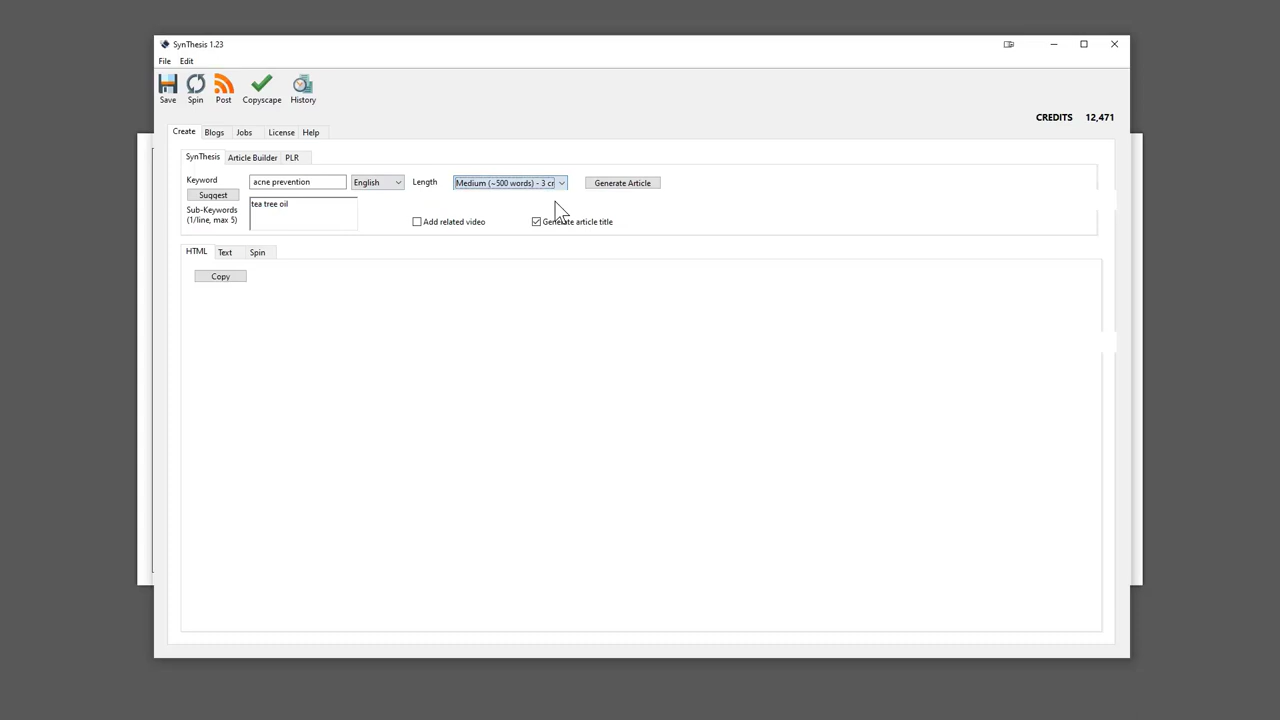 SynThesis 1.23
File Edit
Save Spin Post Copyscape History
CREDITS 12,471
Create Blogs Jobs License Help
SynThesis Article Builder PLR
Keyword acne prevention English Length Medium (~500 words) - 3 cr Generate Article
Suggest
Sub-Keywords
(1/line, max 5)
tea tree oil
Add related video Generate article title
HTML Text Spin
Copy